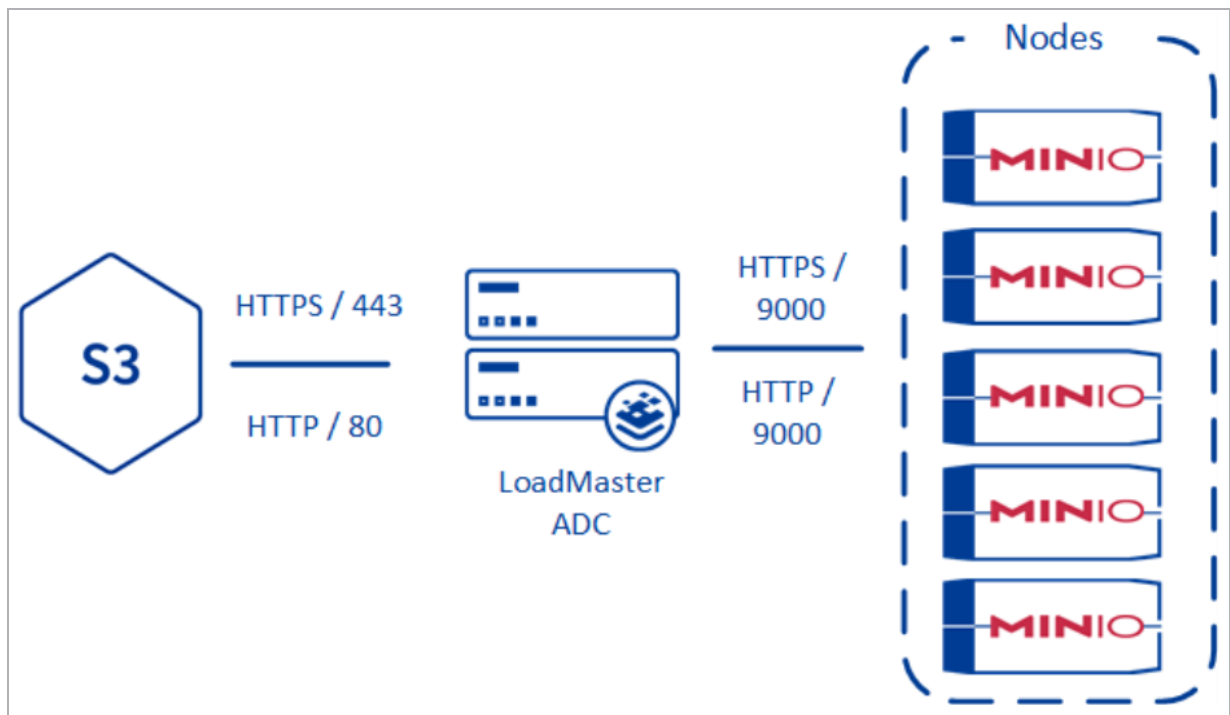 Nodes
S3
HTTPS / 443
HTTP / 80
LoadMaster
ADC
HTTPS /
9000
HTTP /
9000
MINIO
MINIO
MINIO
MINIO
MINIO